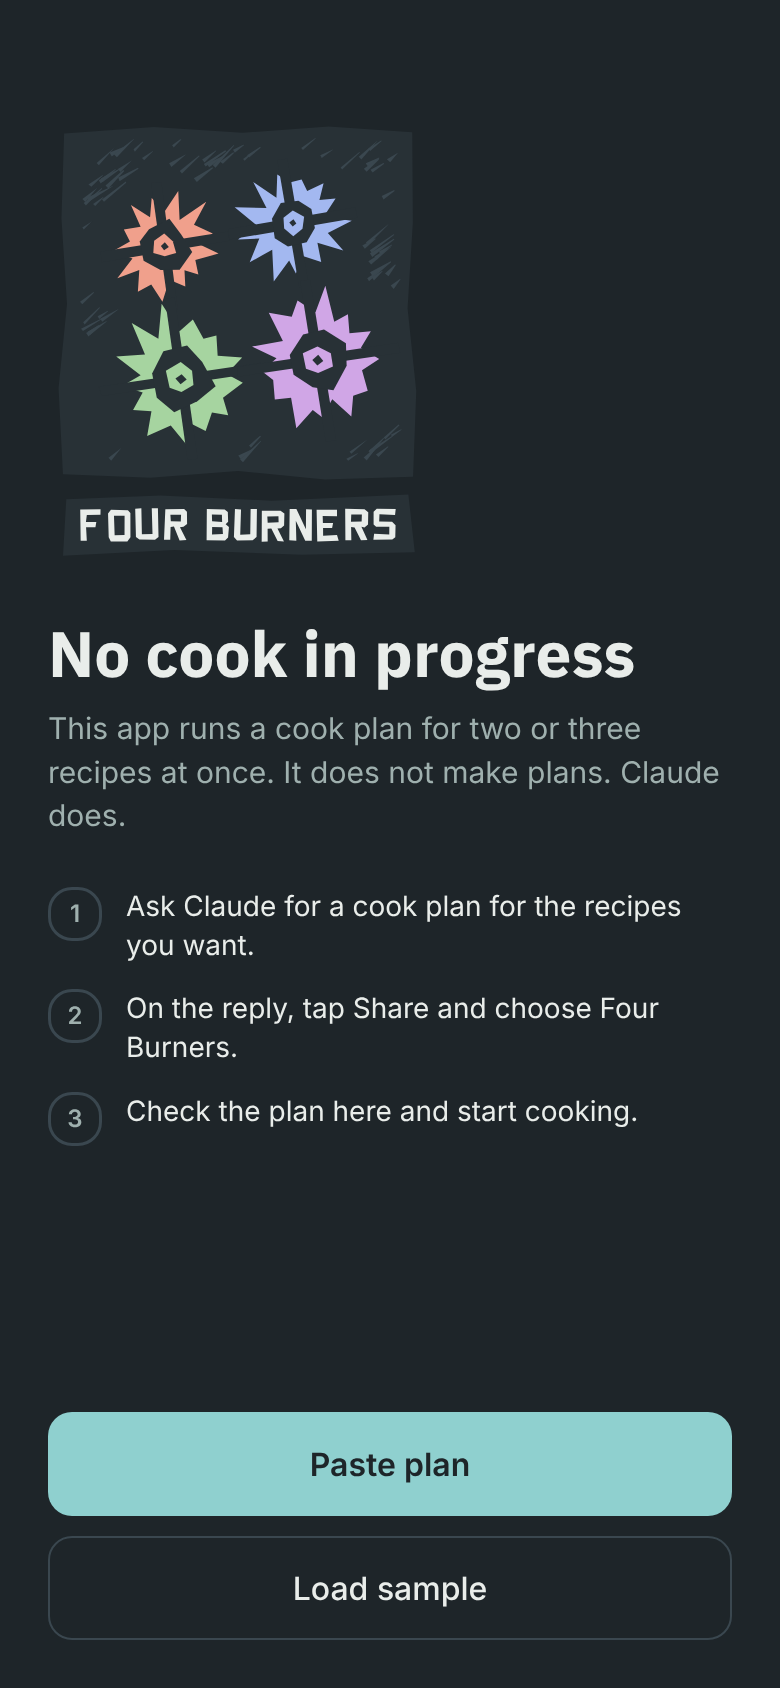 FOUR BURNERS
No cook in progress
This app runs a cook plan for two or three
recipes at once. It does not make plans. Claude
does.
1 Ask Claude for a cook plan for the recipes
you want.
2 On the reply, tap Share and choose Four
Burners.
3 Check the plan here and start cooking.
Paste plan
Load sample